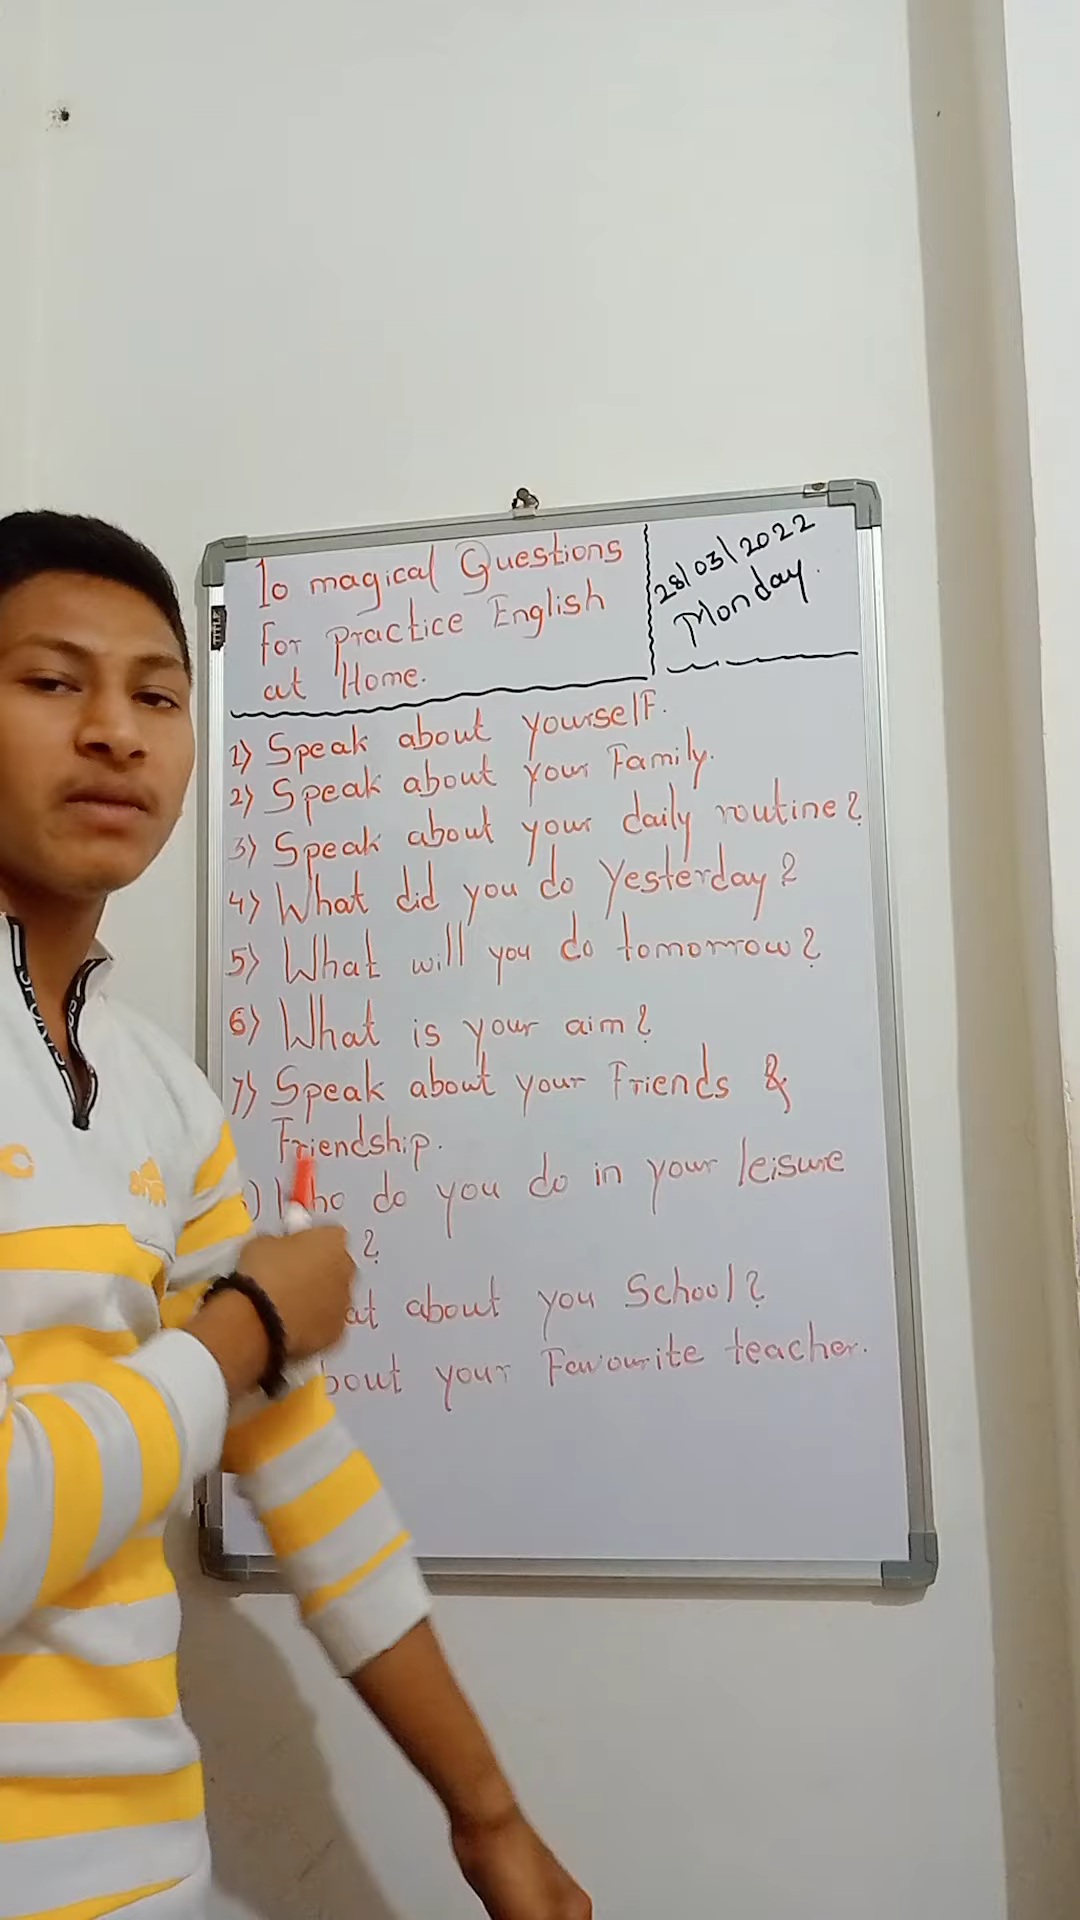 10 magical Questions
for practice English
at Home.
28/03/2022
Monday.
1) Speak about yourself.
2) Speak about your Family.
3) Speak about your daily routine?
4) What did you do Yesterday?
5) What will you do tomorrow?
6) What is your aim?
7) Speak about your Friends &
Friendship.
do you do in your leisure
?
at about you School?
bout your Favourite teacher.